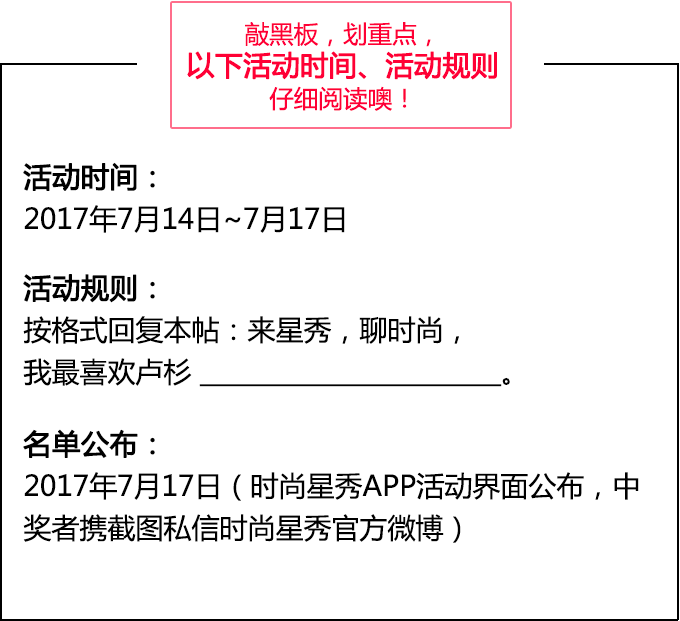 敲黑板，划重点，
以下活动时间、活动规则
仔细阅读噢！
活动时间：
2017年7月14日~7月17日
活动规则：
按格式回复本帖：来星秀，聊时尚，
我最喜欢卢杉 ____________________。
名单公布：
2017年7月17日（时尚星秀APP活动界面公布，中
奖者携截图私信时尚星秀官方微博）